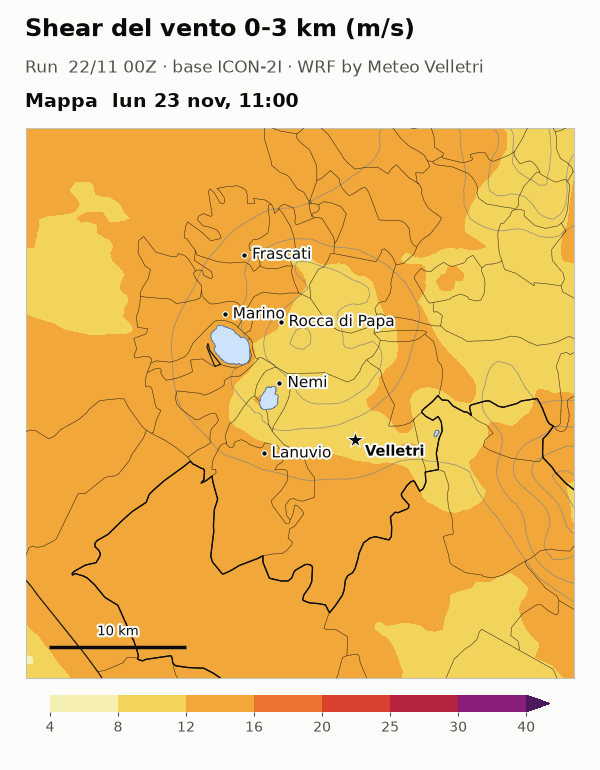 Shear del vento 0-3 km (m/s)
Run  22/11 00Z · base ICON-2I · WRF by Meteo Velletri
Mappa  lun 23 nov, 11:00
Frascati
Marino
Rocca di Papa
Nemi
Velletri
Lanuvio
10 km
4 8 12 16 20 25 30 40